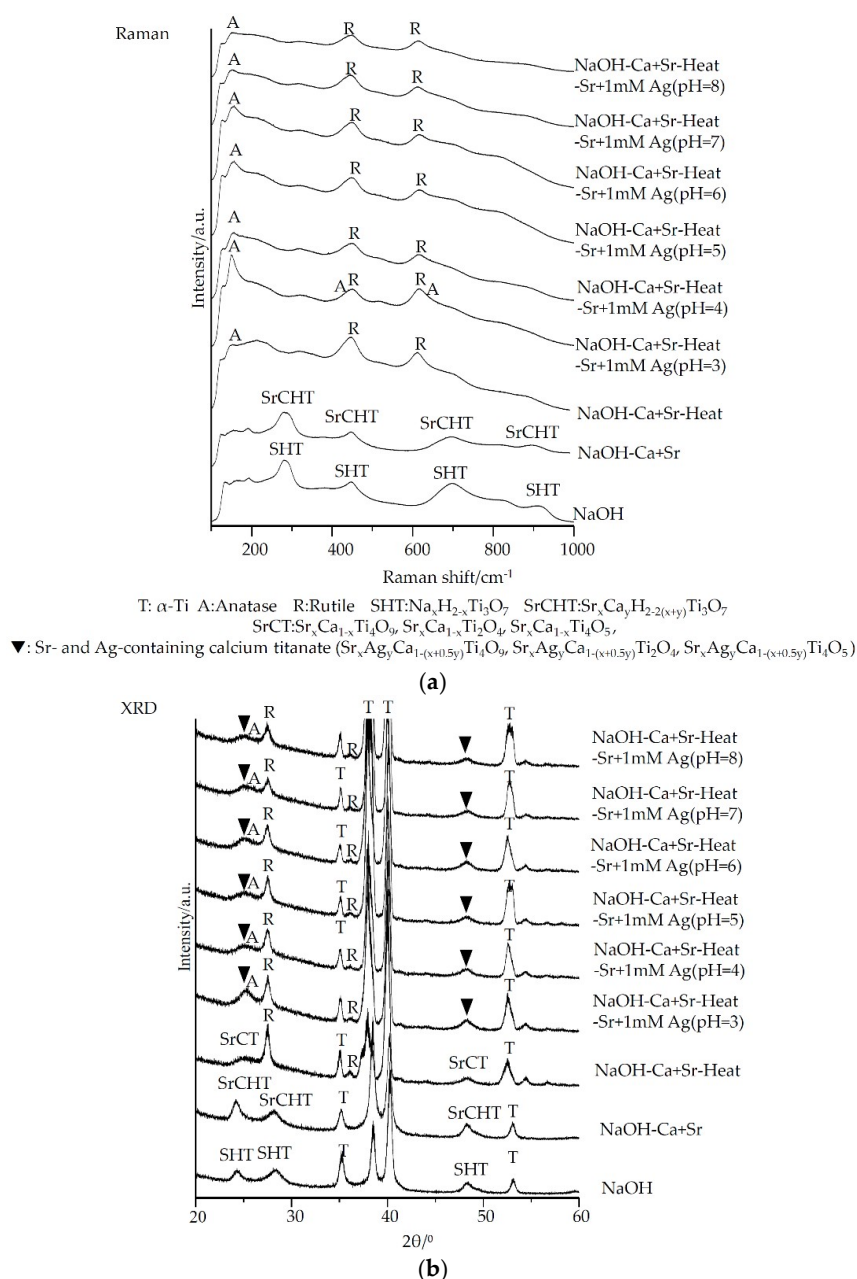 Raman
A
R
R
NaOH-Ca+Sr-Heat
-Sr+1mM Ag(pH=8)
A
R
R
NaOH-Ca+Sr-Heat
-Sr+1mM Ag(pH=7)
A
R
R
NaOH-Ca+Sr-Heat
-Sr+1mM Ag(pH=6)
A
R
R
NaOH-Ca+Sr-Heat
-Sr+1mM Ag(pH=5)
A
R
R
NaOH-Ca+Sr-Heat
-Sr+1mM Ag(pH=4)
A
A R
R A
NaOH-Ca+Sr-Heat
-Sr+1mM Ag(pH=3)
A
R
R
NaOH-Ca+Sr-Heat
SrCHT
SrCHT
SrCHT
SrCHT
NaOH-Ca+Sr
SHT
SHT
SHT
SHT
NaOH
Intensity/a.u.
200 400 600 800 1000
Raman shift/cm⁻¹
T: α-Ti A:Anatase R:Rutile SHT:NaₓH₂₋ₓTi₃O₇ SrCHT:SrₓCaᵧH₂₋₂₍ₓ₊ᵧ₎Ti₃O₇
SrCT:SrₓCa₁₋ₓTi₄O₉, SrₓCa₁₋ₓTi₂O₄, SrₓCa₁₋ₓTi₄O₅,
▼: Sr- and Ag-containing calcium titanate (SrₓAgᵧCa₁₋₍ₓ₊₀.₅ᵧ₎Ti₄O₉, SrₓAgᵧCa₁₋₍ₓ₊₀.₅ᵧ₎Ti₂O₄, SrₓAgᵧCa₁₋₍ₓ₊₀.₅ᵧ₎Ti₄O₅)
(a)
XRD
A R R T T T
NaOH-Ca+Sr-Heat
-Sr+1mM Ag(pH=8)
A R T R T
NaOH-Ca+Sr-Heat
-Sr+1mM Ag(pH=7)
A R T R T
NaOH-Ca+Sr-Heat
-Sr+1mM Ag(pH=6)
A R T R T
NaOH-Ca+Sr-Heat
-Sr+1mM Ag(pH=5)
A R T R T
NaOH-Ca+Sr-Heat
-Sr+1mM Ag(pH=4)
A R R T
NaOH-Ca+Sr-Heat
-Sr+1mM Ag(pH=3)
SrCT R T R SrCT T
NaOH-Ca+Sr-Heat
SrCHT SrCHT T SrCHT T
NaOH-Ca+Sr
SHT SHT T SHT T
NaOH
Intensity/a.u.
20 30 40 50 60
2θ/⁰
(b)